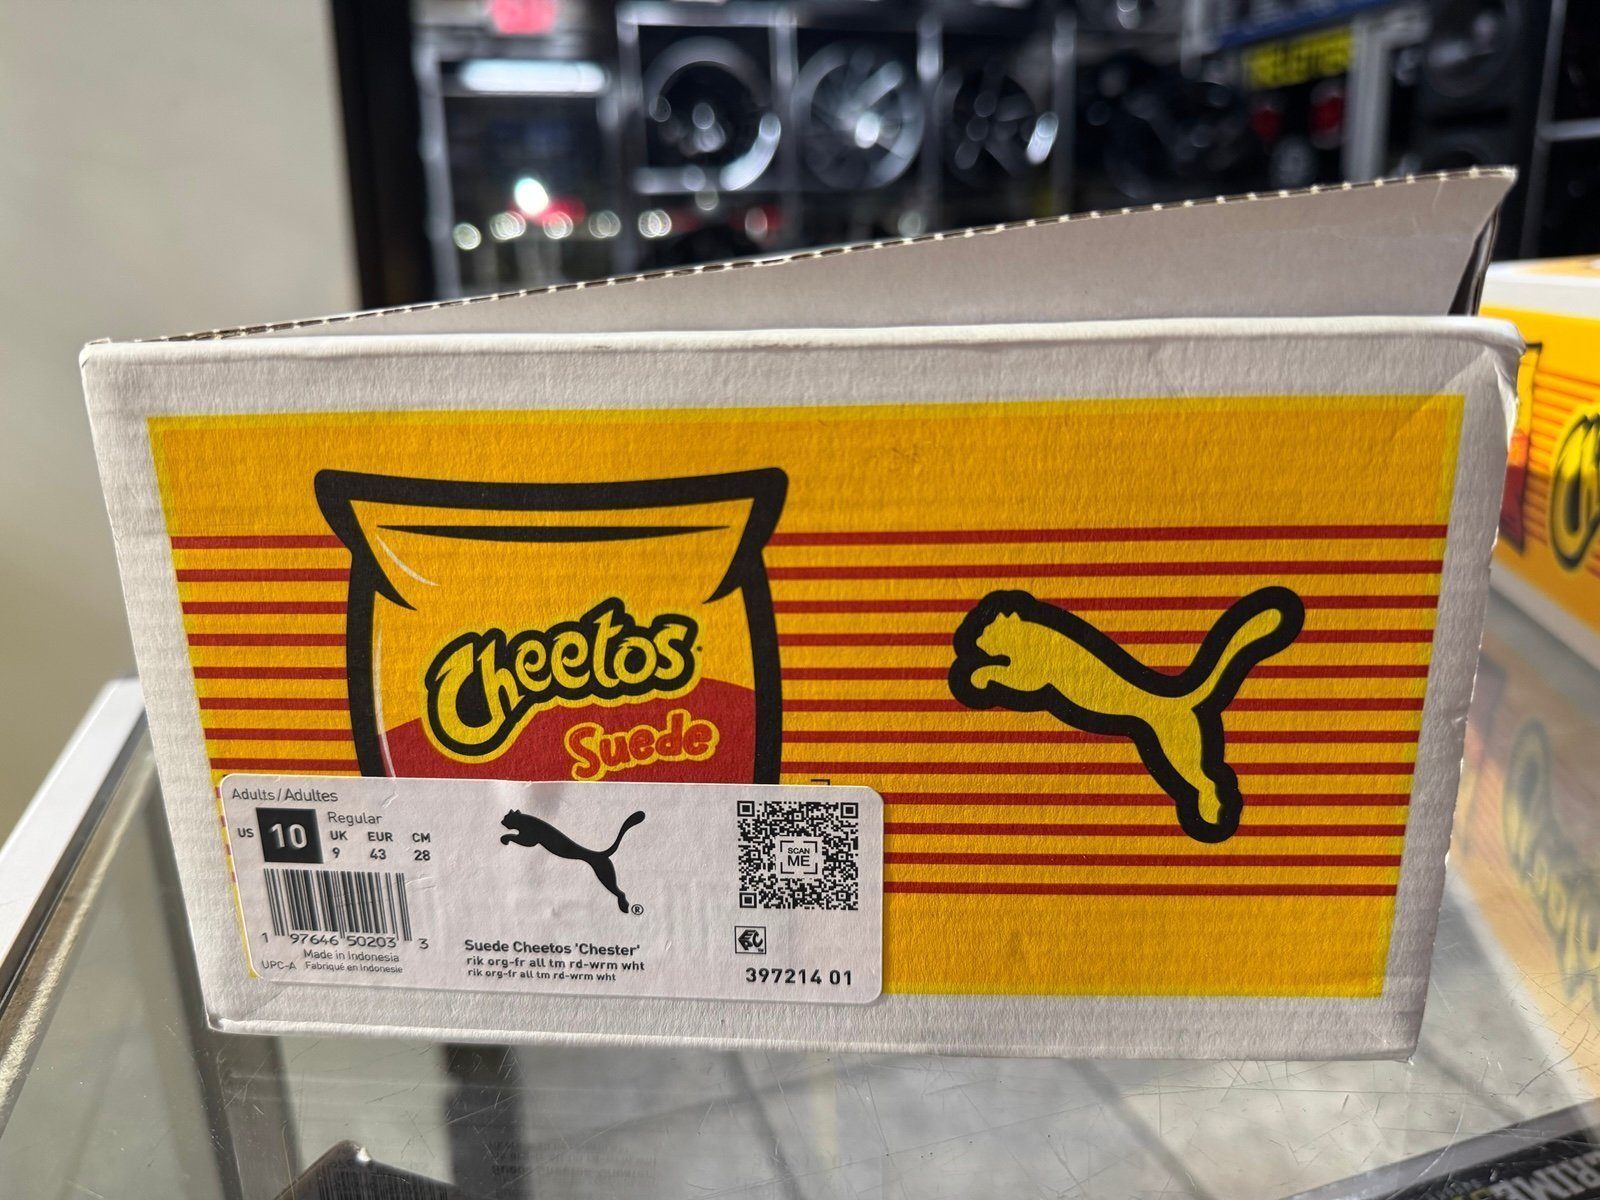 Cheetos
Suede
Adults/Adultes
Regular
US 10 UK EUR CM
9 43 28
SCAN
ME
1 97646 50203 3
Made in Indonesia
UPC-A Fabriqué en Indonesie
®
Suede Cheetos 'Chester'
rik org-fr all tm rd-wrm wht
rik org-fr all tm rd-wrm wht
397214 01